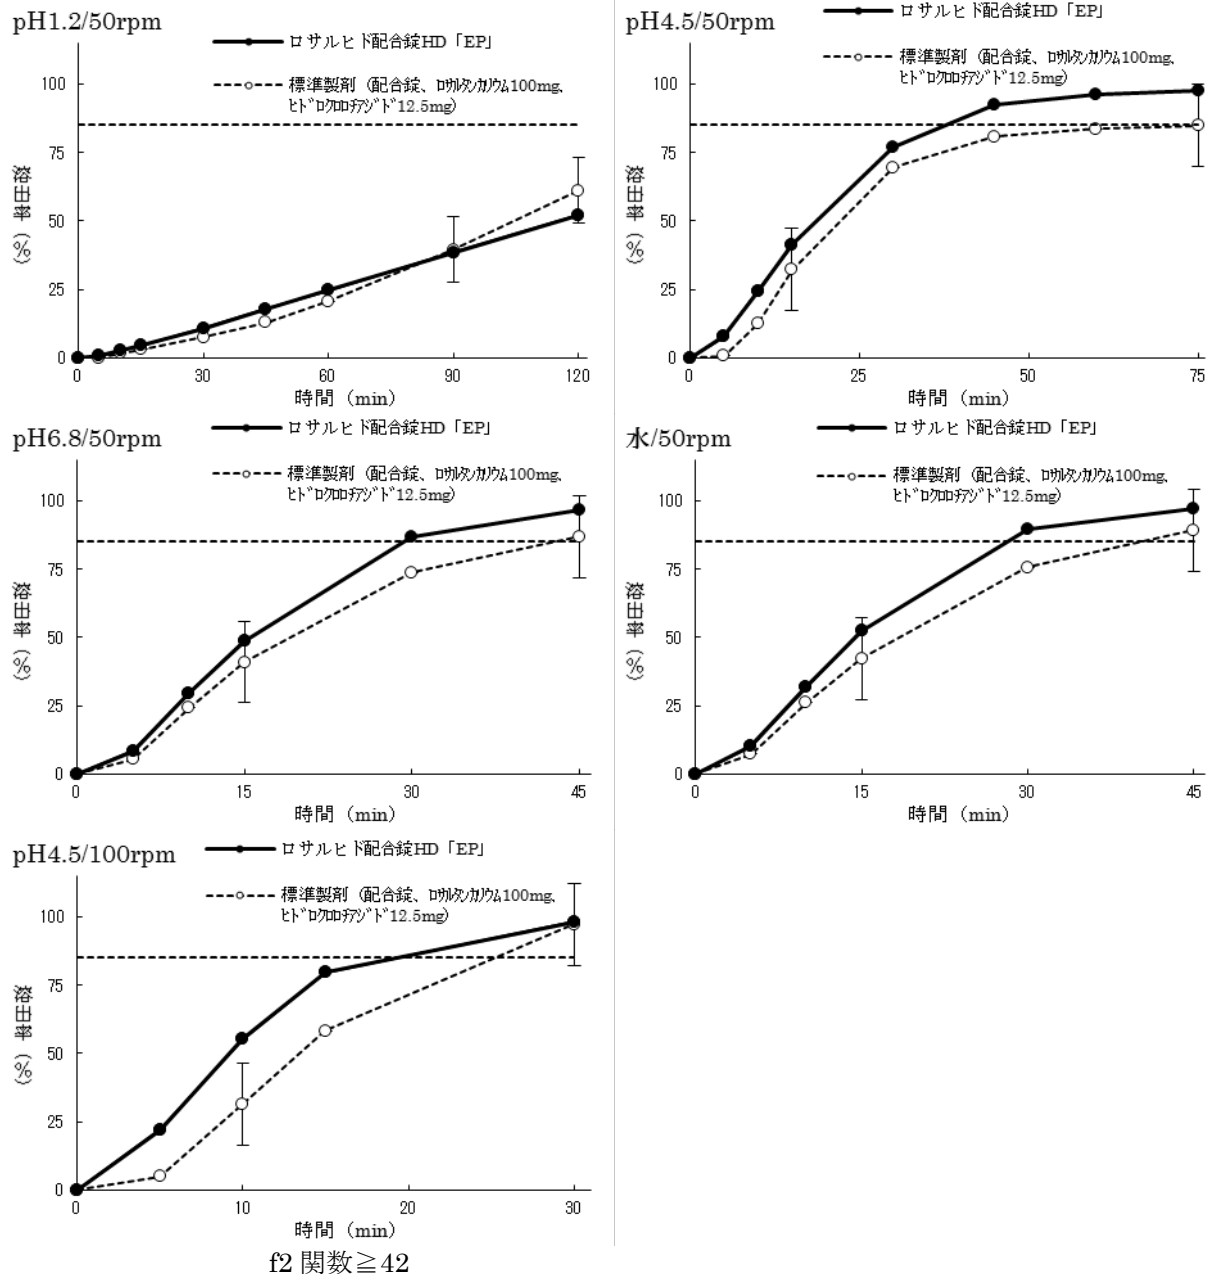 pH1.2/50rpm
ロサルヒド配合錠HD「EP」
標準製剤（配合錠、ﾛｻﾙﾀﾝｶﾘｳﾑ100mg、
ﾋﾄﾞﾛｸﾛﾛﾁｱｼﾞﾄﾞ12.5mg)
100
75
50
25
0
溶出率（%）
0 30 60 90 120
時間（min）
pH4.5/50rpm
ロサルヒド配合錠HD「EP」
標準製剤（配合錠、ﾛｻﾙﾀﾝｶﾘｳﾑ100mg、
ﾋﾄﾞﾛｸﾛﾛﾁｱｼﾞﾄﾞ12.5mg)
100
75
50
25
0
溶出率（%）
0 25 50 75
時間（min）
pH6.8/50rpm
ロサルヒド配合錠HD「EP」
標準製剤（配合錠、ﾛｻﾙﾀﾝｶﾘｳﾑ100mg、
ﾋﾄﾞﾛｸﾛﾛﾁｱｼﾞﾄﾞ12.5mg)
100
75
50
25
0
溶出率（%）
0 15 30 45
時間（min）
水/50rpm
ロサルヒド配合錠HD「EP」
標準製剤（配合錠、ﾛｻﾙﾀﾝｶﾘｳﾑ100mg、
ﾋﾄﾞﾛｸﾛﾛﾁｱｼﾞﾄﾞ12.5mg)
100
75
50
25
0
溶出率（%）
0 15 30 45
時間（min）
pH4.5/100rpm
ロサルヒド配合錠HD「EP」
標準製剤（配合錠、ﾛｻﾙﾀﾝｶﾘｳﾑ100mg、
ﾋﾄﾞﾛｸﾛﾛﾁｱｼﾞﾄﾞ12.5mg)
100
75
50
25
0
溶出率（%）
0 10 20 30
時間（min）
f2 関数≧42